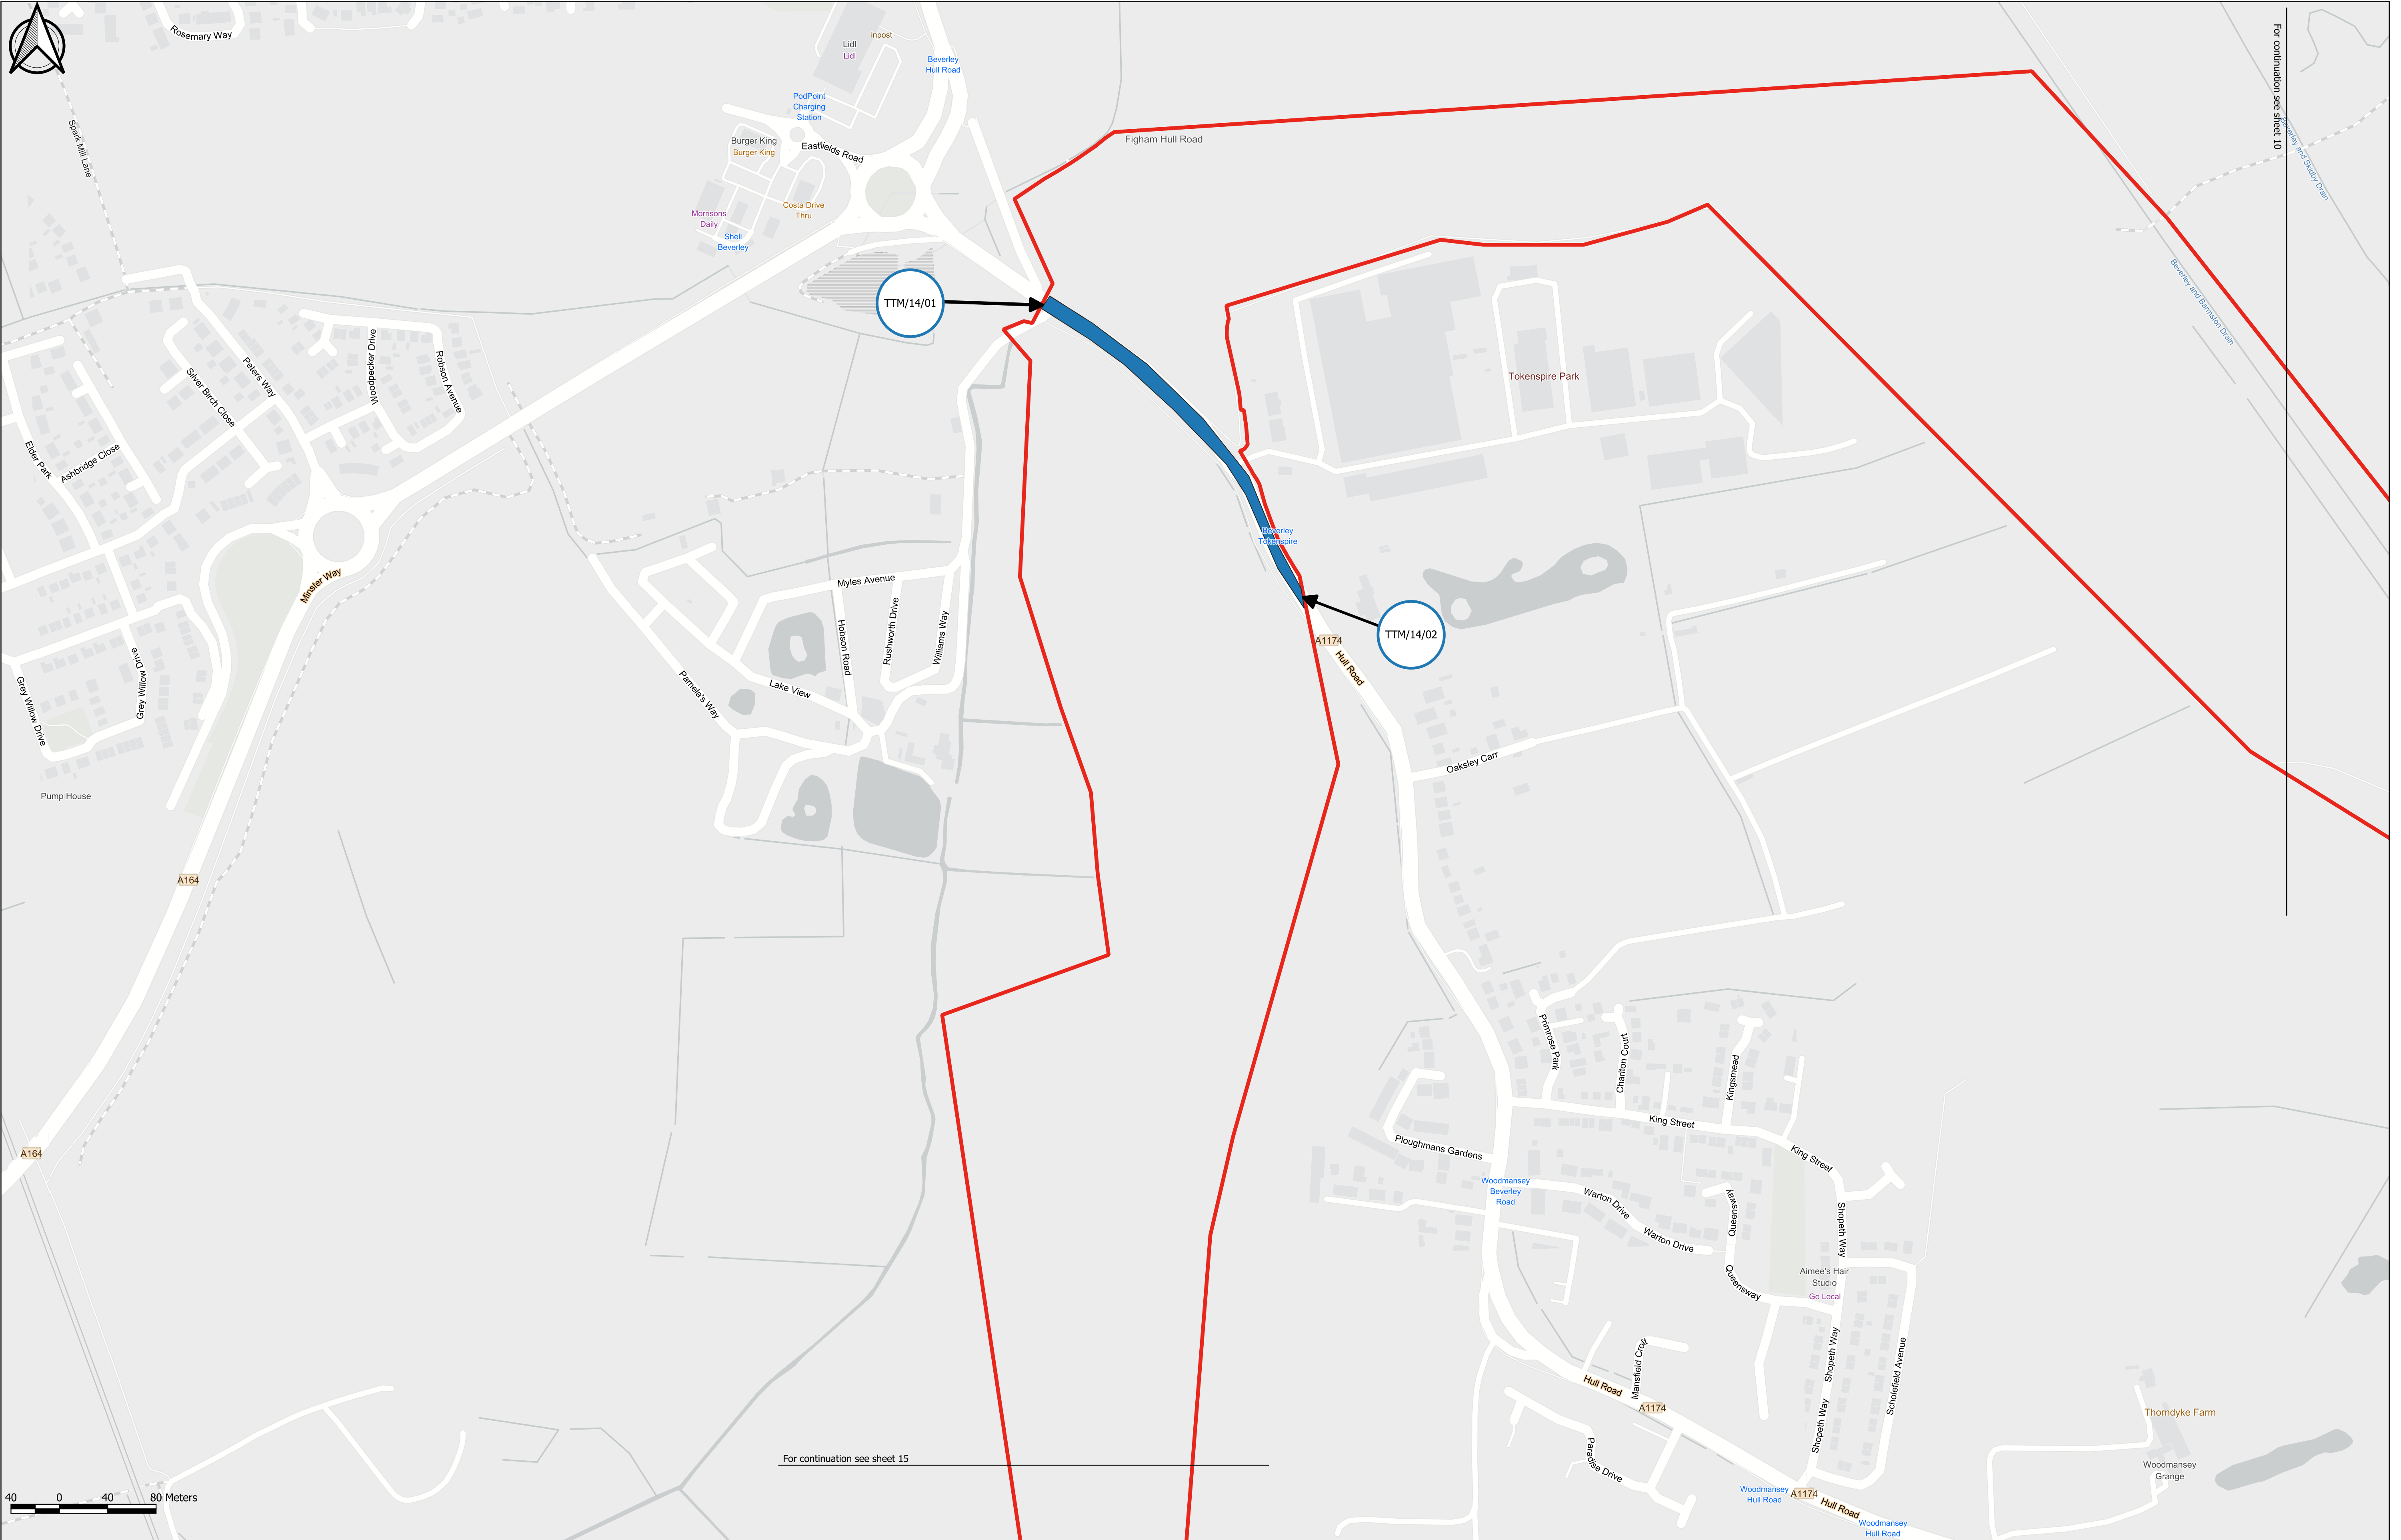 Rosemary Way
Lidl
Lidl
inpost
Beverley
Hull Road
PodPoint
Charging
Station
Burger King
Burger King
Eastfields Road
Figham Hull Road
For continuation see sheet 10
Beverley and Skidby Drain
Spark Mill Lane
Morrisons
Daily
Costa Drive
Thru
Shell
Beverley
Beverley and Barmston Drain
TTM/14/01
Peters Way
Woodpecker Drive
Robson Avenue
Silver Birch Close
Tokenspire Park
Elder Park
Ashbridge Close
Beverley
Tokenspire
Minster Way
Myles Avenue
Rushworth Drive
Williams Way
Hobson Road
TTM/14/02
A1174
Hull Road
Grey Willow Drive
Grey Willow Drive
Pamela's Way
Lake View
Oaksley Carr
Pump House
A164
Primrose Park
Charlton Court
Kingsmead
King Street
Ploughmans Gardens
King Street
A164
Woodmansey
Beverley
Road
Warton Drive
Queensway
Shopeth Way
Warton Drive
Queensway
Aimee's Hair
Studio
Go Local
Shopeth Way
Scholefield Avenue
Mansfield Croft
Hull Road
A1174
Shopeth Way
Thorndyke Farm
For continuation see sheet 15
Paradise Drive
Woodmansey
Grange
Woodmansey
Hull Road
A1174
Hull Road
Woodmansey
Hull Road
40 0 40 80 Meters